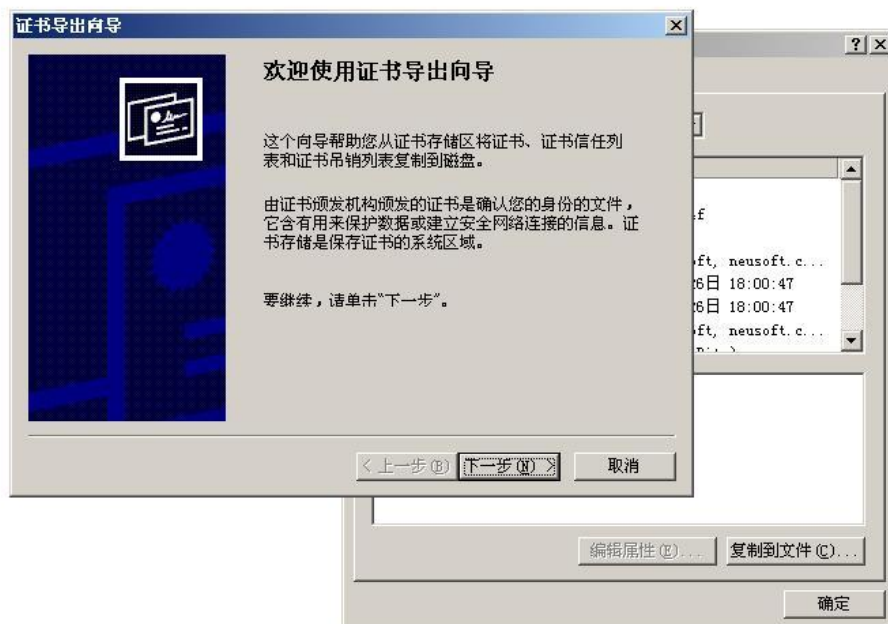 证书导出向导
欢迎使用证书导出向导
这个向导帮助您从证书存储区将证书、证书信任列
表和证书吊销列表复制到磁盘。
由证书颁发机构颁发的证书是确认您的身份的文件，
它含有用来保护数据或建立安全网络连接的信息。证
书存储是保存证书的系统区域。
要继续，请单击“下一步”。
< 上一步(B)
下一步(N) >
取消
ft, neusoft.c...
6日 18:00:47
6日 18:00:47
ft, neusoft.c...
编辑属性(E)...
复制到文件(C)...
确定